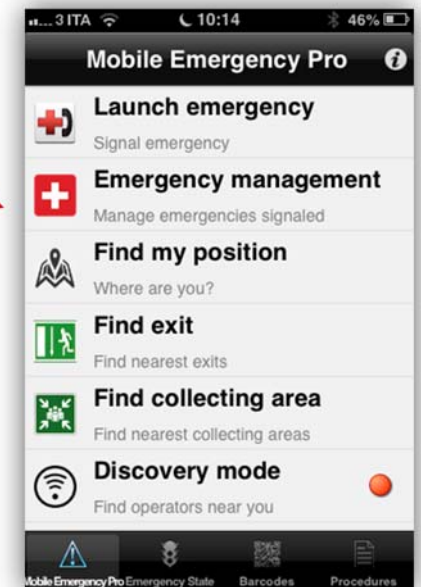 3 ITA 10:14 46%
Mobile Emergency Pro i
Launch emergency
Signal emergency
Emergency management
Manage emergencies signaled
Find my position
Where are you?
Find exit
Find nearest exits
Find collecting area
Find nearest collecting areas
Discovery mode
Find operators near you
Mobile Emergency Pro Emergency State Barcodes Procedures